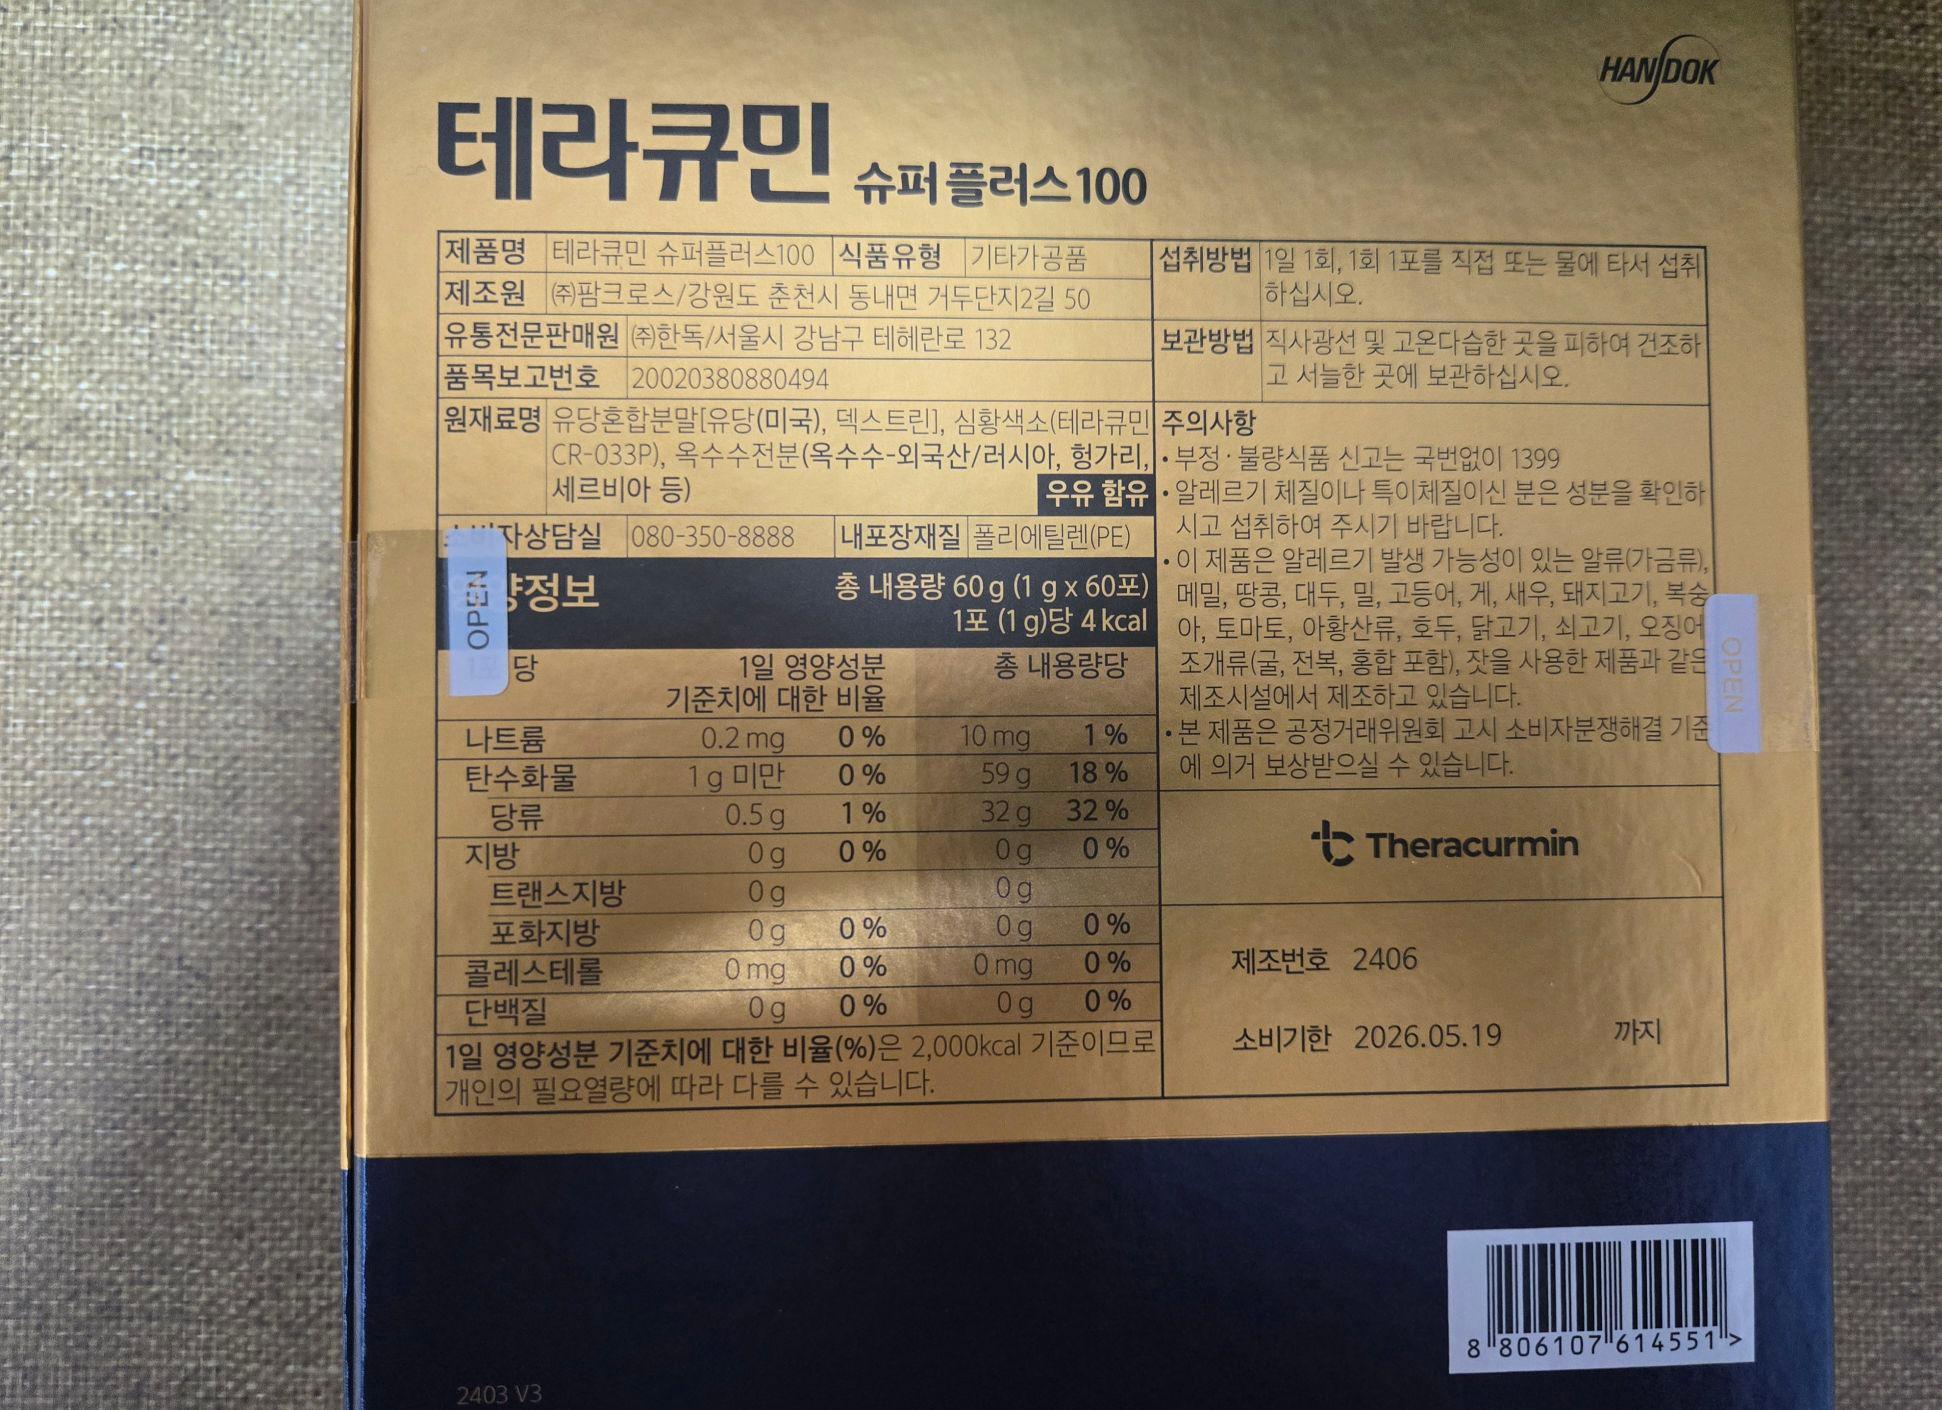 HANDOK
테라큐민 슈퍼플러스100
제품명 테라큐민 슈퍼플러스100 식품유형 기타가공품
제조원 ㈜팜크로스/강원도 춘천시 동내면 거두단지2길 50
유통전문판매원 ㈜한독/서울시 강남구 테헤란로 132
품목보고번호 20020380880494
원재료명 유당혼합분말[유당(미국), 덱스트린], 심황색소(테라큐민
CR-033P), 옥수수전분(옥수수-외국산/러시아, 헝가리,
세르비아 등) 우유 함유
소비자상담실 080-350-8888 내포장재질 폴리에틸렌(PE)
영양정보 총 내용량 60 g (1 g x 60포)
1포 (1 g)당 4 kcal
1포 당 1일 영양성분 총 내용량당
기준치에 대한 비율
나트륨 0.2 mg 0 % 10 mg 1 %
탄수화물 1 g 미만 0 % 59 g 18 %
당류 0.5 g 1 % 32 g 32 %
지방 0 g 0 % 0 g 0 %
트랜스지방 0 g 0 g
포화지방 0 g 0 % 0 g 0 %
콜레스테롤 0 mg 0 % 0 mg 0 %
단백질 0 g 0 % 0 g 0 %
1일 영양성분 기준치에 대한 비율(%)은 2,000kcal 기준이므로
개인의 필요열량에 따라 다를 수 있습니다.
OPEN
섭취방법 1일 1회, 1회 1포를 직접 또는 물에 타서 섭취
하십시오.
보관방법 직사광선 및 고온다습한 곳을 피하여 건조하
고 서늘한 곳에 보관하십시오.
주의사항
• 부정 · 불량식품 신고는 국번없이 1399
• 알레르기 체질이나 특이체질이신 분은 성분을 확인하
시고 섭취하여 주시기 바랍니다.
• 이 제품은 알레르기 발생 가능성이 있는 알류(가금류),
메밀, 땅콩, 대두, 밀, 고등어, 게, 새우, 돼지고기, 복숭
아, 토마토, 아황산류, 호두, 닭고기, 쇠고기, 오징어
조개류(굴, 전복, 홍합 포함), 잣을 사용한 제품과 같은
제조시설에서 제조하고 있습니다.
• 본 제품은 공정거래위원회 고시 소비자분쟁해결 기준
에 의거 보상받으실 수 있습니다.
OPEN
Theracurmin
제조번호 2406
소비기한 2026.05.19 까지
8 806107 614551 >
2403 V3